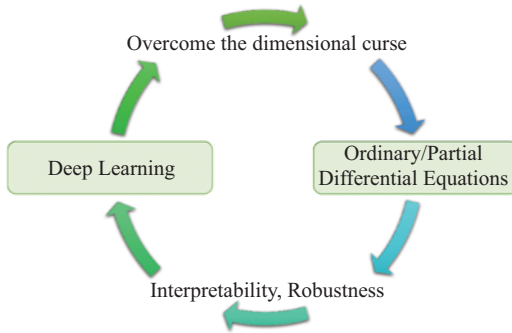 Overcome the dimensional curse
Deep Learning
Ordinary/Partial
Differential Equations
Interpretability, Robustness